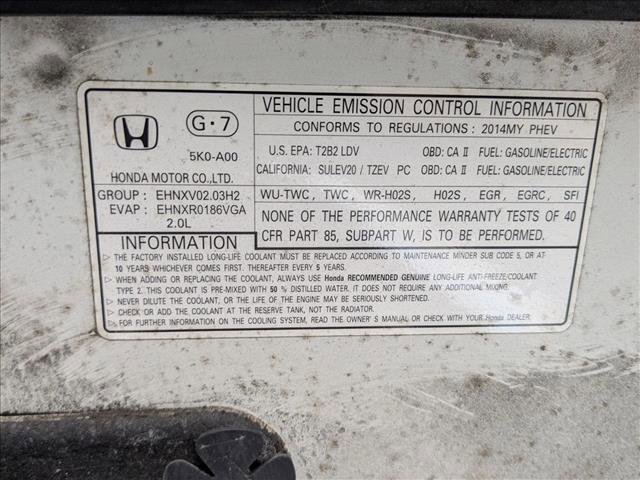 G·7
5K0-A00
HONDA MOTOR CO.,LTD.
GROUP : EHNXV02.03H2
EVAP : EHNXR0186VGA
2.0L
VEHICLE EMISSION CONTROL INFORMATION
CONFORMS TO REGULATIONS : 2014MY PHEV
U.S. EPA: T2B2 LDV OBD: CA II FUEL: GASOLINE/ELECTRIC
CALIFORNIA: SULEV20 / TZEV PC OBD: CA II FUEL: GASOLINE/ELECTRIC
WU-TWC, TWC, WR-HO2S, HO2S, EGR, EGRC, SFI
NONE OF THE PERFORMANCE WARRANTY TESTS OF 40
CFR PART 85, SUBPART W, IS TO BE PERFORMED.
INFORMATION
▷ THE FACTORY INSTALLED LONG-LIFE COOLANT MUST BE REPLACED ACCORDING TO MAINTENANCE MINDER SUB CODE 5, OR AT
10 YEARS WHICHEVER COMES FIRST. THEREAFTER EVERY 5 YEARS.
▷ WHEN ADDING OR REPLACING THE COOLANT, ALWAYS USE Honda RECOMMENDED GENUINE LONG-LIFE ANTI-FREEZE/COOLANT
TYPE 2. THIS COOLANT IS PRE-MIXED WITH 50 % DISTILLED WATER. IT DOES NOT REQUIRE ANY ADDITIONAL MIXING.
▷ NEVER DILUTE THE COOLANT, OR THE LIFE OF THE ENGINE MAY BE SERIOUSLY SHORTENED.
▷ CHECK OR ADD THE COOLANT AT THE RESERVE TANK, NOT THE RADIATOR.
▷ FOR FURTHER INFORMATION ON THE COOLING SYSTEM, READ THE OWNER'S MANUAL OR CHECK WITH YOUR Honda DEALER.